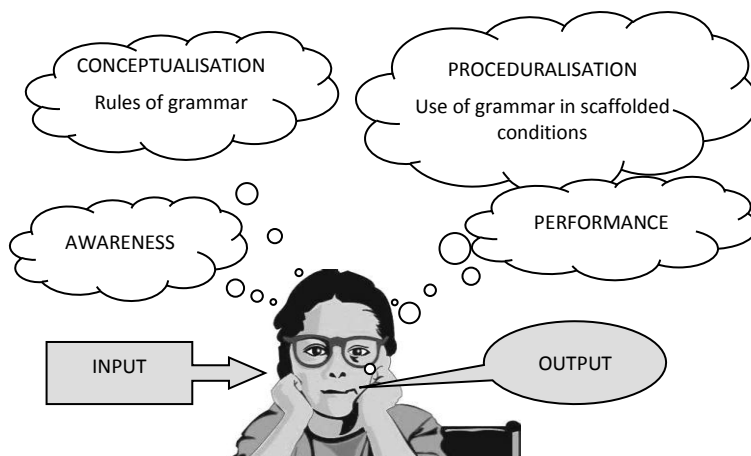 CONCEPTUALISATION
Rules of grammar
PROCEDURALISATION
Use of grammar in scaffolded
conditions
AWARENESS
PERFORMANCE
INPUT
OUTPUT